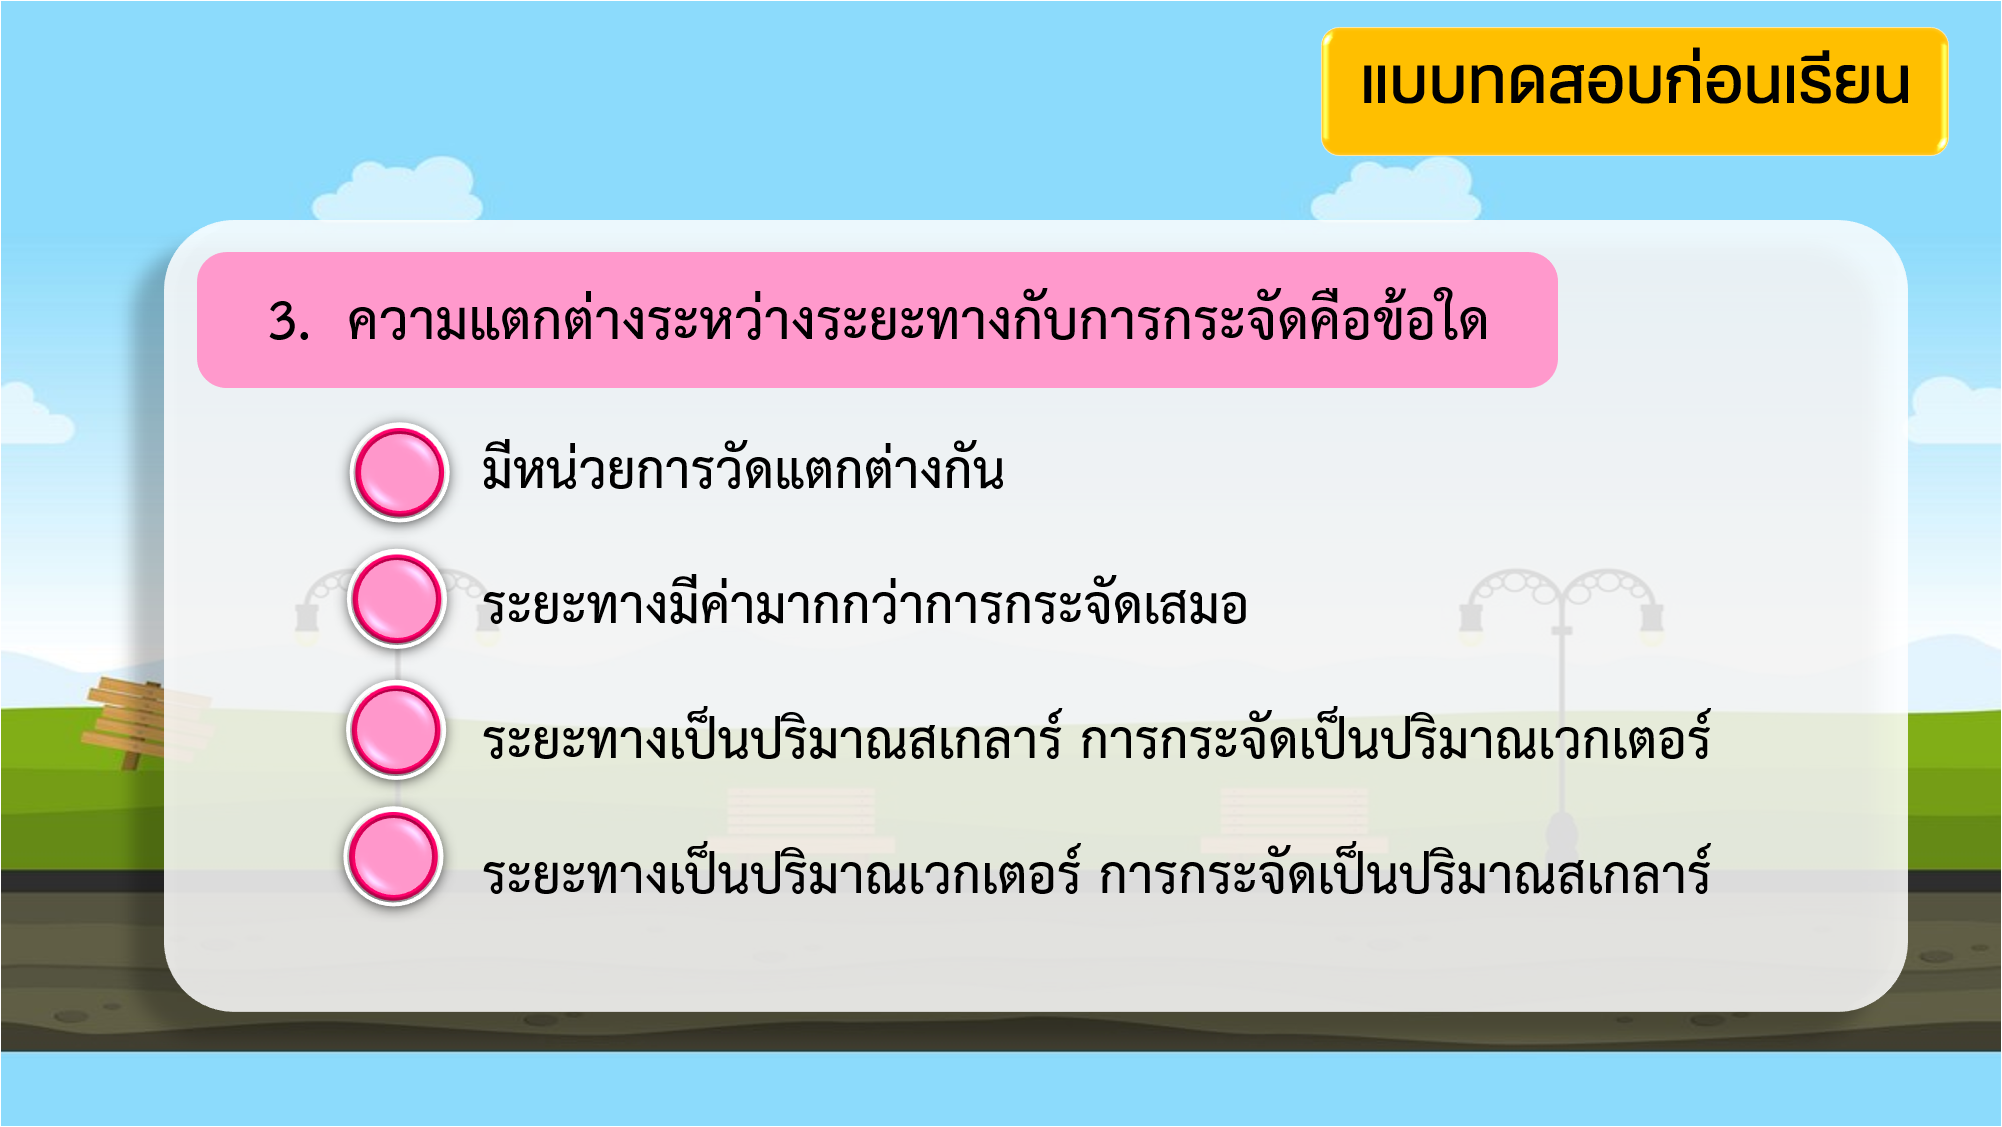 แบบทดสอบก่อนเรียน
3. ความแตกต่างระหว่างระยะทางกับการกระจัดคือข้อใด
มีหน่วยการวัดแตกต่างกัน
ระยะทางมีค่ามากกว่าการกระจัดเสมอ
ระยะทางเป็นปริมาณสเกลาร์ การกระจัดเป็นปริมาณเวกเตอร์
ระยะทางเป็นปริมาณเวกเตอร์ การกระจัดเป็นปริมาณสเกลาร์